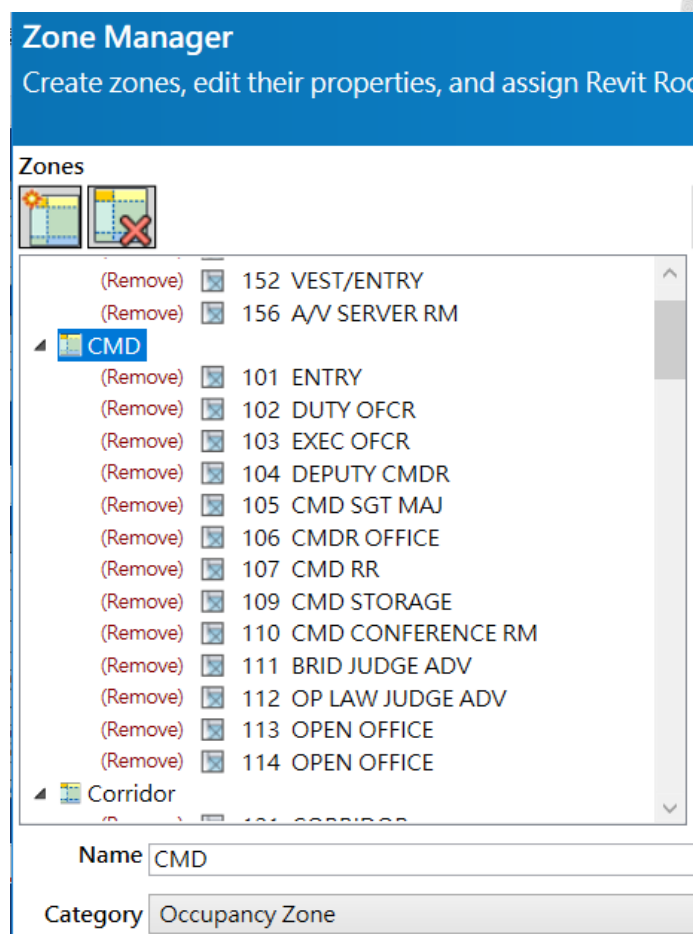 Zone Manager
Create zones, edit their properties, and assign Revit
Zones
(Remove) 152 VEST/ENTRY
(Remove) 156 A/V SERVER RM
CMD
(Remove) 101 ENTRY
(Remove) 102 DUTY OFCR
(Remove) 103 EXEC OFCR
(Remove) 104 DEPUTY CMDR
(Remove) 105 CMD SGT MAJ
(Remove) 106 CMDR OFFICE
(Remove) 107 CMD RR
(Remove) 109 CMD STORAGE
(Remove) 110 CMD CONFERENCE RM
(Remove) 111 BRID JUDGE ADV
(Remove) 112 OP LAW JUDGE ADV
(Remove) 113 OPEN OFFICE
(Remove) 114 OPEN OFFICE
Corridor
Name CMD
Category Occupancy Zone